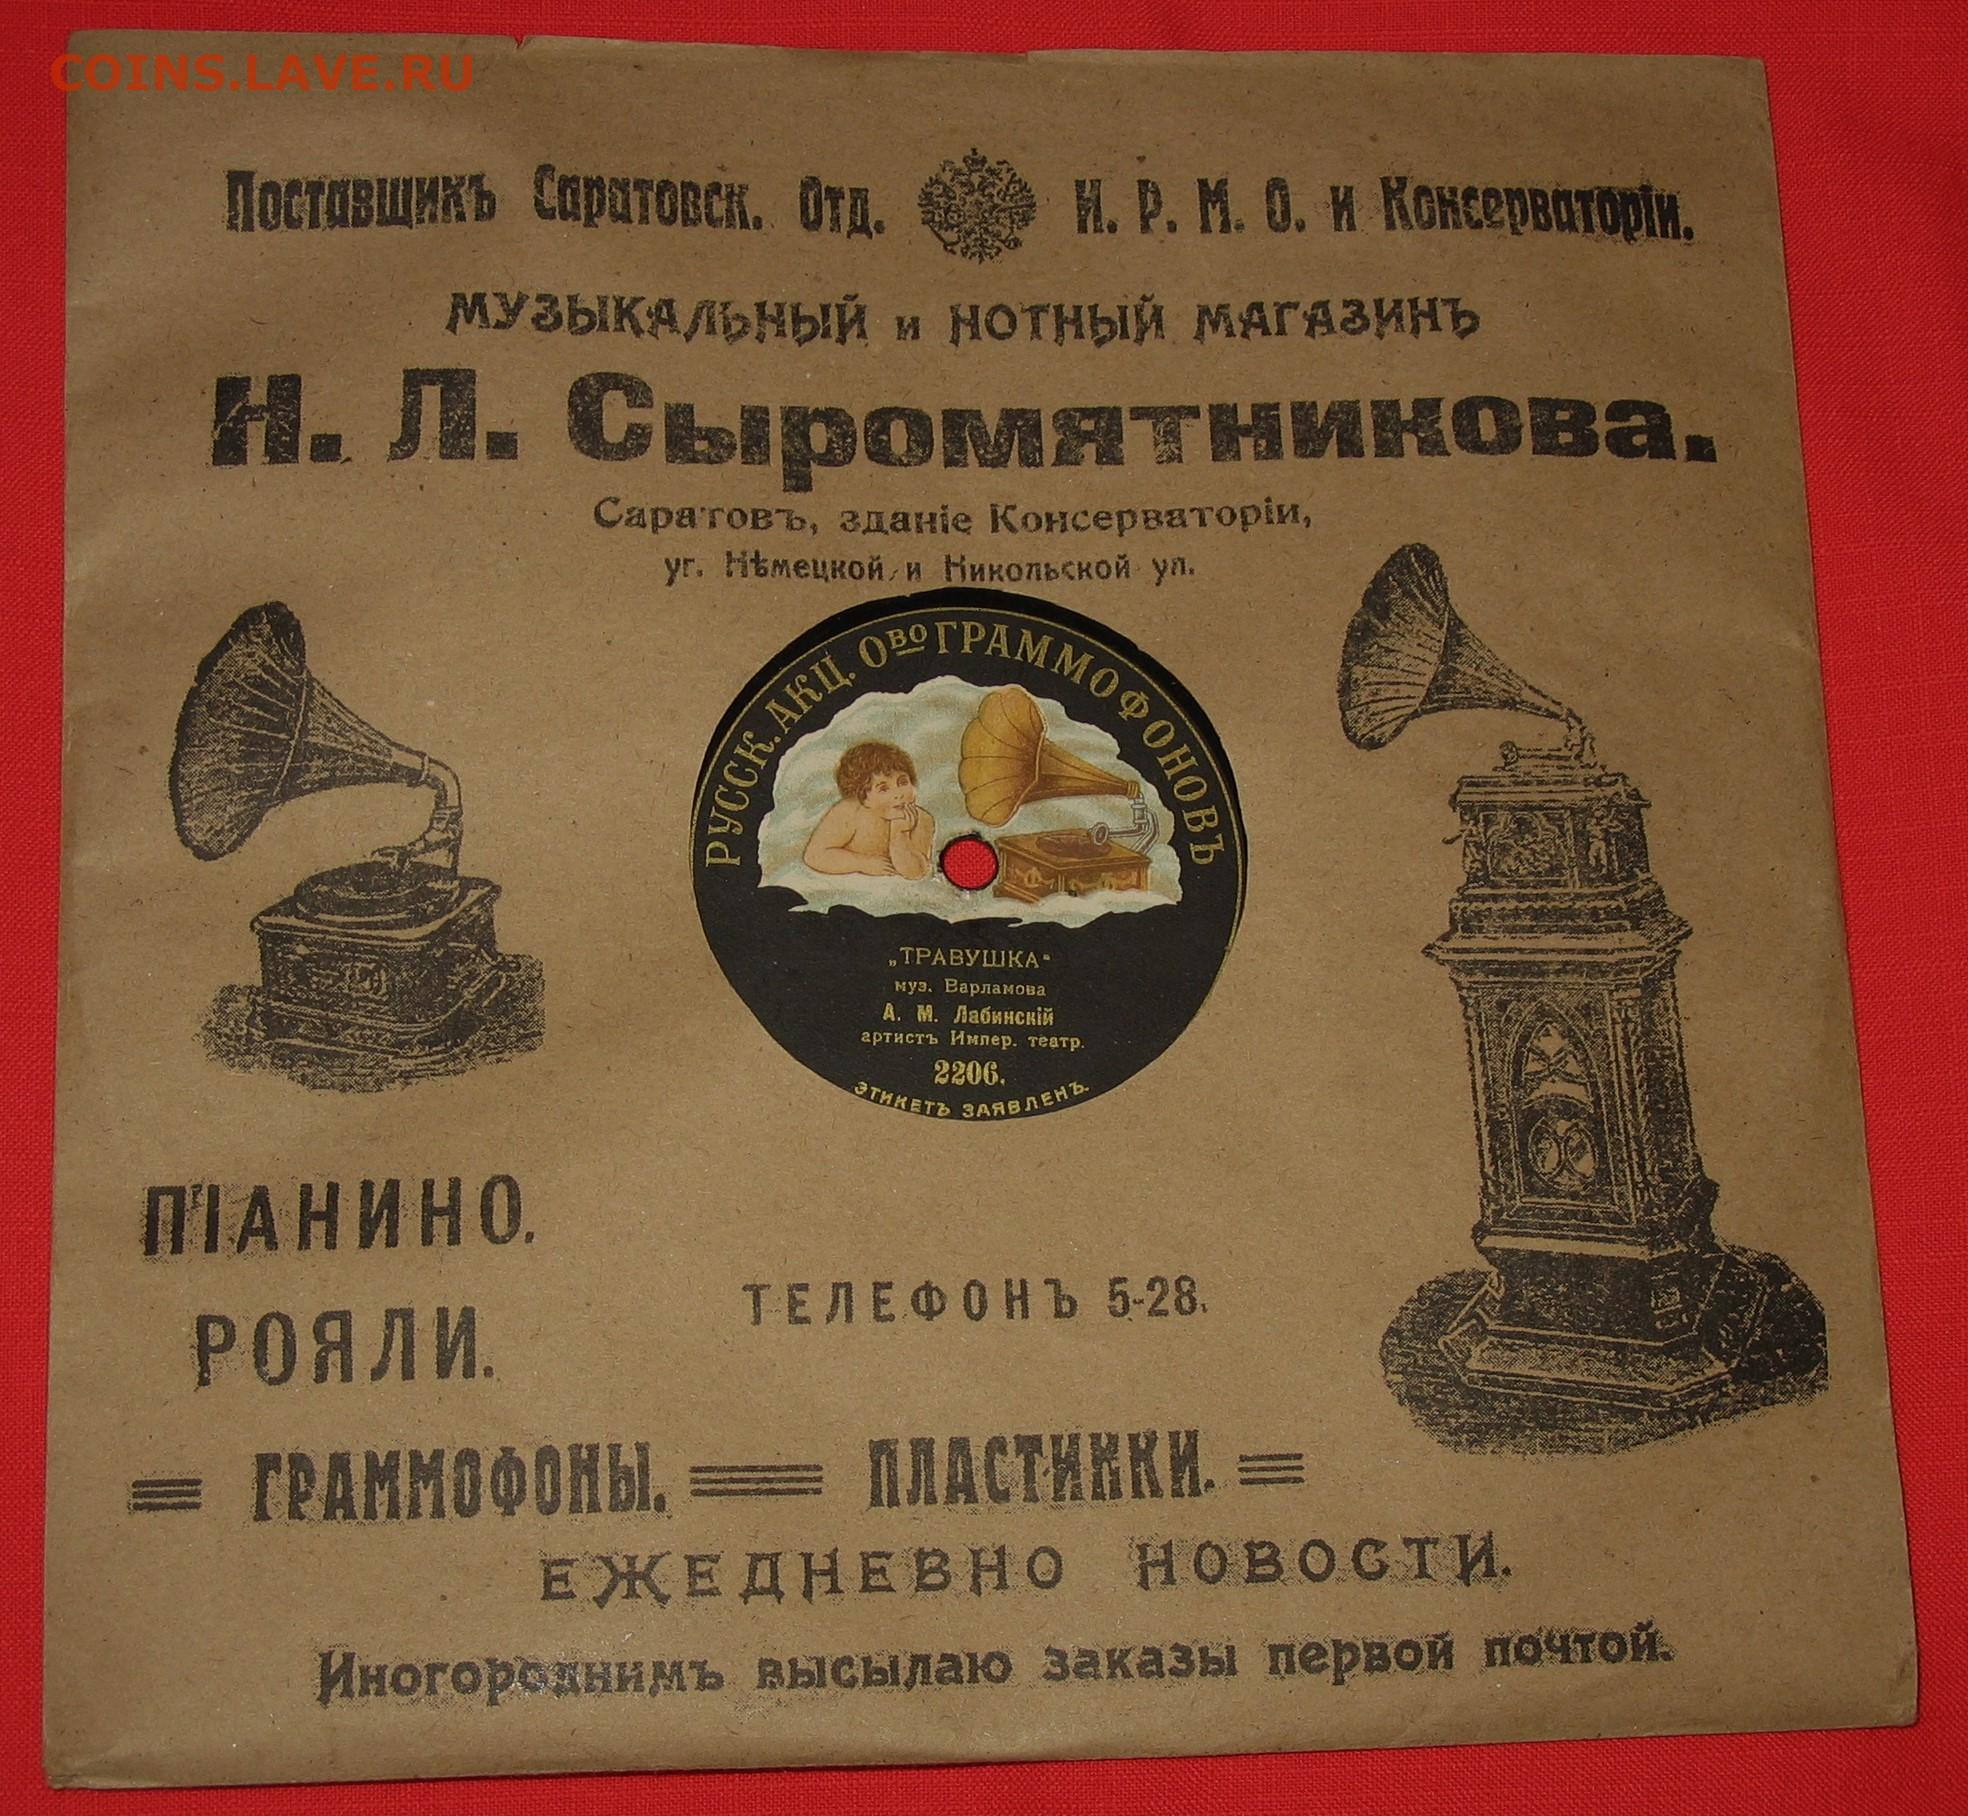 COINS.LAVE.RU
Поставщикъ Саратовск. Отд. И. Р. М. О. и Консерваторіи.
МУЗЫКАЛЬНЫЙ и НОТНЫЙ МАГАЗИНЪ
Н. Л. Сыромятникова.
Саратовъ, зданіе Консерваторіи,
уг. Нѣмецкой и Никольской ул.
РУССК. АКЦ. Ово ГРАММОФОНОВЪ
„ТРАВУШКА"
муз. Варламова
А. М. Лабинскій
артистъ Импер. театр.
2206.
ЭТИКЕТЪ ЗАЯВЛЕНЪ.
ПІАНИНО.
РОЯЛИ.
ТЕЛЕФОНЪ 5-28.
ГРАММОФОНЫ. ПЛАСТИНКИ.
ЕЖЕДНЕВНО НОВОСТИ.
Иногороднимъ высылаю заказы первой почтой.